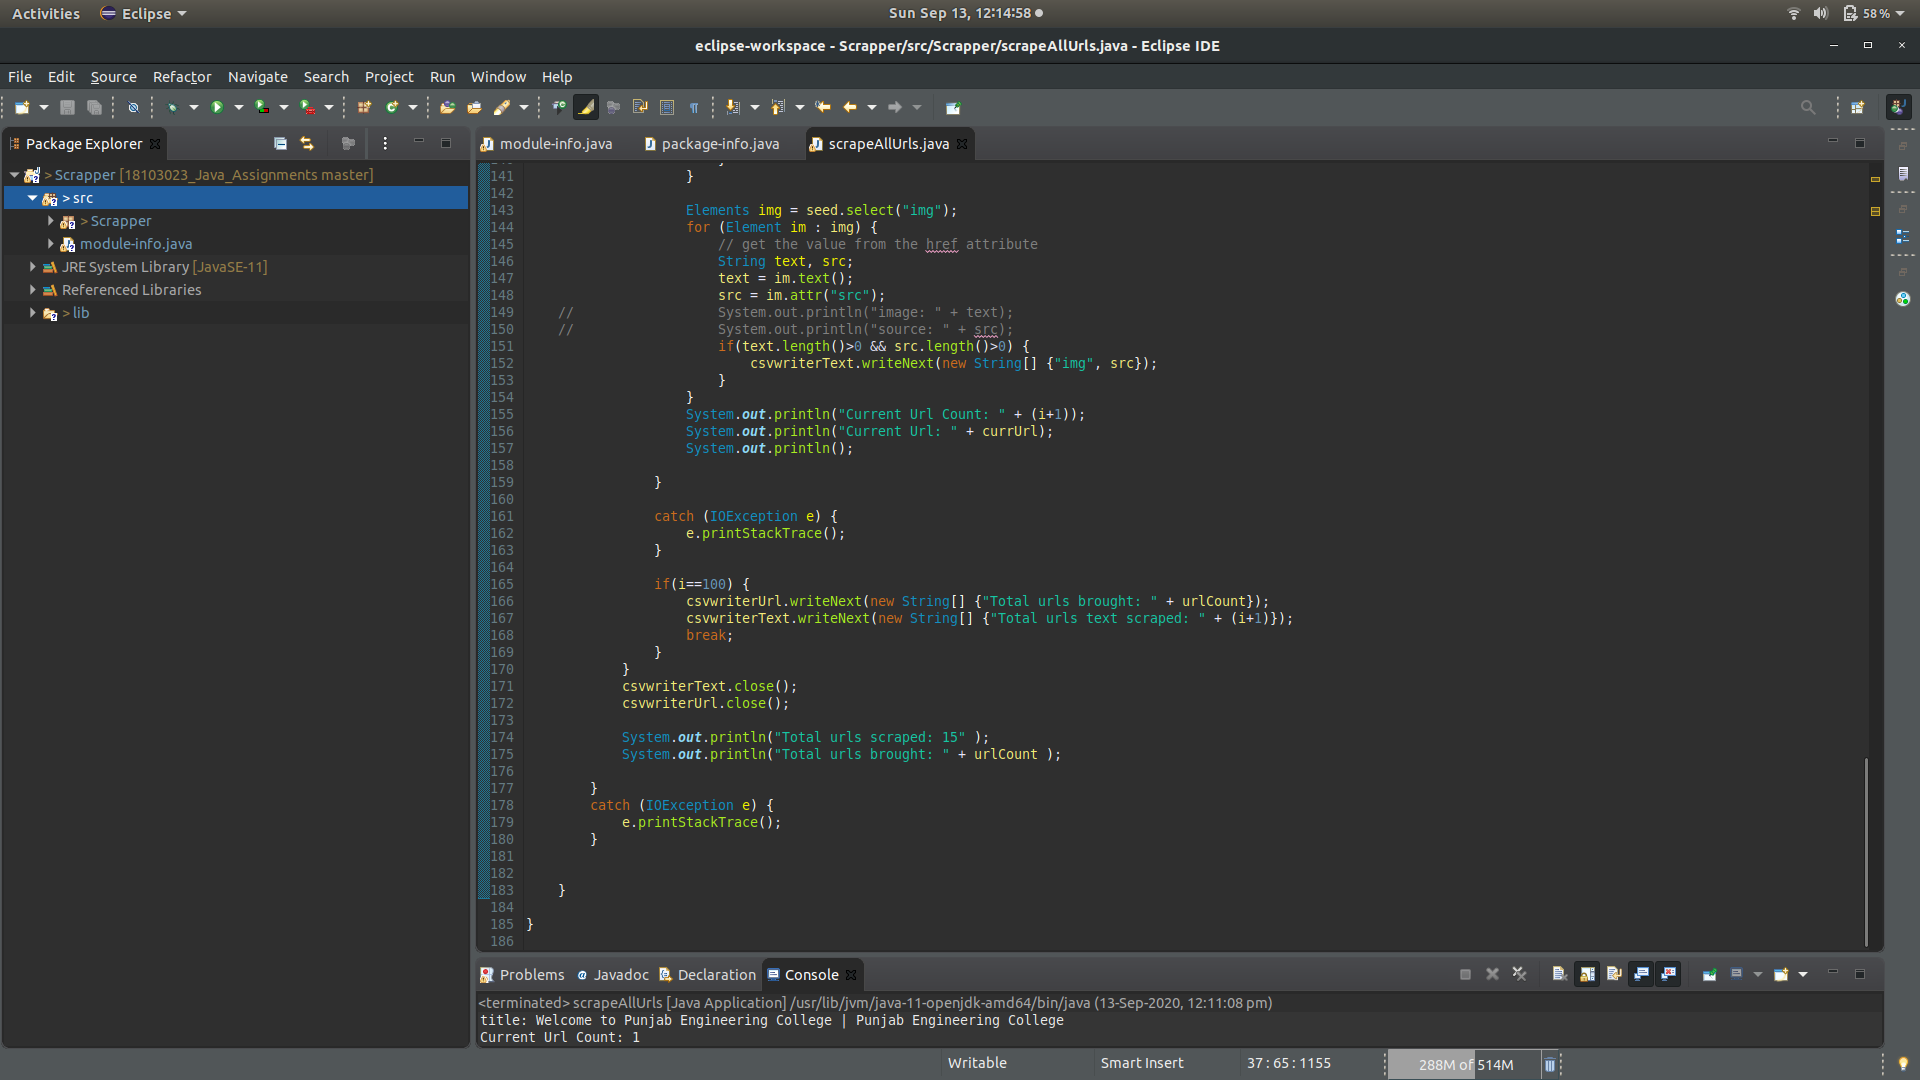 Activities Eclipse Sun Sep 13, 12:14:58 58%
eclipse-workspace - Scrapper/src/Scrapper/scrapeAllUrls.java - Eclipse IDE
File Edit Source Refactor Navigate Search Project Run Window Help
Package Explorer
> Scrapper [18103023_Java_Assignments master]
> src
> Scrapper
module-info.java
JRE System Library [JavaSE-11]
Referenced Libraries
> lib
module-info.java package-info.java scrapeAllUrls.java
141 }
142
143 Elements img = seed.select("img");
144 for (Element im : img) {
145 // get the value from the href attribute
146 String text, src;
147 text = im.text();
148 src = im.attr("src");
149 // System.out.println("image: " + text);
150 // System.out.println("source: " + src);
151 if(text.length()>0 && src.length()>0) {
152 csvwriterText.writeNext(new String[] {"img", src});
153 }
154 }
155 System.out.println("Current Url Count: " + (i+1));
156 System.out.println("Current Url: " + currUrl);
157 System.out.println();
158
159 }
160
161 catch (IOException e) {
162 e.printStackTrace();
163 }
164
165 if(i==100) {
166 csvwriterUrl.writeNext(new String[] {"Total urls brought: " + urlCount});
167 csvwriterText.writeNext(new String[] {"Total urls text scraped: " + (i+1)});
168 break;
169 }
170 }
171 csvwriterText.close();
172 csvwriterUrl.close();
173
174 System.out.println("Total urls scraped: 15" );
175 System.out.println("Total urls brought: " + urlCount );
176
177 }
178 catch (IOException e) {
179 e.printStackTrace();
180 }
181
182
183 }
184
185 }
186
Problems Javadoc Declaration Console
<terminated> scrapeAllUrls [Java Application] /usr/lib/jvm/java-11-openjdk-amd64/bin/java (13-Sep-2020, 12:11:08 pm)
title: Welcome to Punjab Engineering College | Punjab Engineering College
Current Url Count: 1
Writable Smart Insert 37 : 65 : 1155 288M of 514M